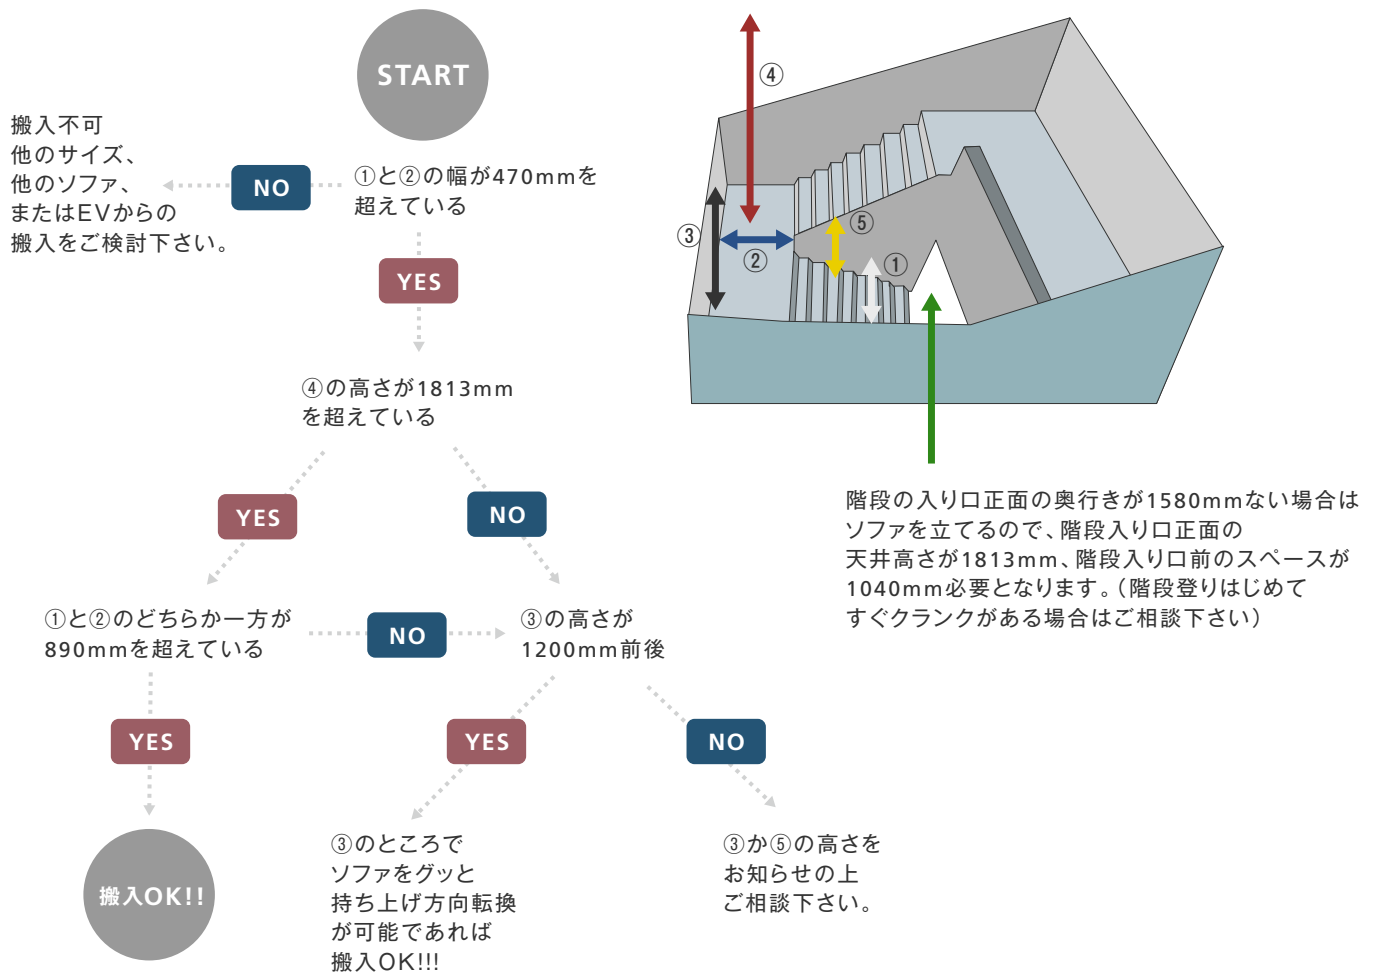 START
搬入不可
他のサイズ、
他のソファ、
またはEVからの
搬入をご検討下さい。
NO
①と②の幅が470mmを
超えている
YES
④の高さが1813mm
を超えている
YES
NO
①と②のどちらか一方が
890mmを超えている
NO
③の高さが
1200mm前後
YES
YES
NO
搬入OK!!
③のところで
ソファをグッと
持ち上げ方向転換
が可能であれば
搬入OK!!!
③か⑤の高さを
お知らせの上
ご相談下さい。
④
③
②
⑤
①
階段の入り口正面の奥行きが1580mmない場合は
ソファを立てるので、階段入り口正面の
天井高さが1813mm、階段入り口前のスペースが
1040mm必要となります。（階段登りはじめて
すぐクランクがある場合はご相談下さい）